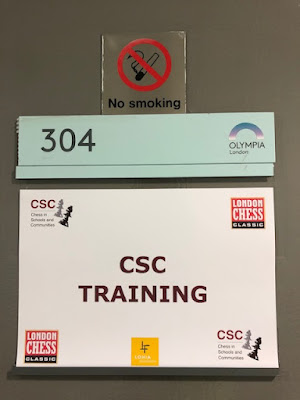 No smoking
304
OLYMPIA
London
CSC
Chess in
Schools and
Communities
LONDON
CHESS
CLASSIC
CSC
TRAINING
LONDON
CHESS
CLASSIC
CSC
Chess in
Schools and
Communities